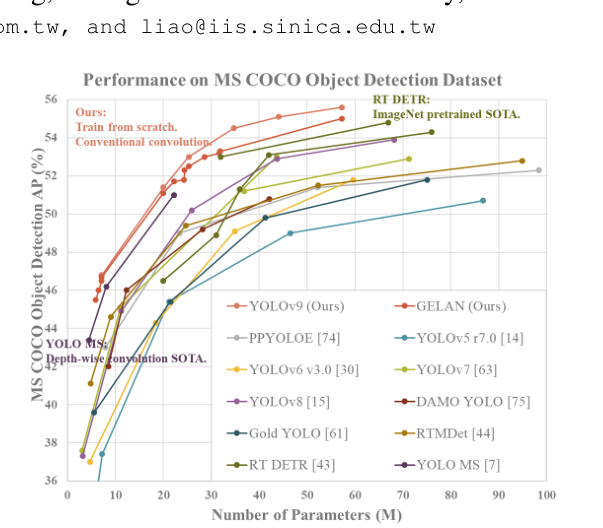 om.tw, and liao@iis.sinica.edu.tw
Performance on MS COCO Object Detection Dataset
MS COCO Object Detection AP (%)
56
54
52
50
48
46
44
42
40
38
36
Ours:
Train from scratch.
Conventional convolution.
RT DETR:
ImageNet pretrained SOTA.
YOLO MS:
Depth-wise convolution SOTA.
YOLOv9 (Ours) GELAN (Ours)
PPYOLOE [74] YOLOv5 r7.0 [14]
YOLOv6 v3.0 [30] YOLOv7 [63]
YOLOv8 [15] DAMO YOLO [75]
Gold YOLO [61] RTMDet [44]
RT DETR [43] YOLO MS [7]
0 10 20 30 40 50 60 70 80 90 100
Number of Parameters (M)